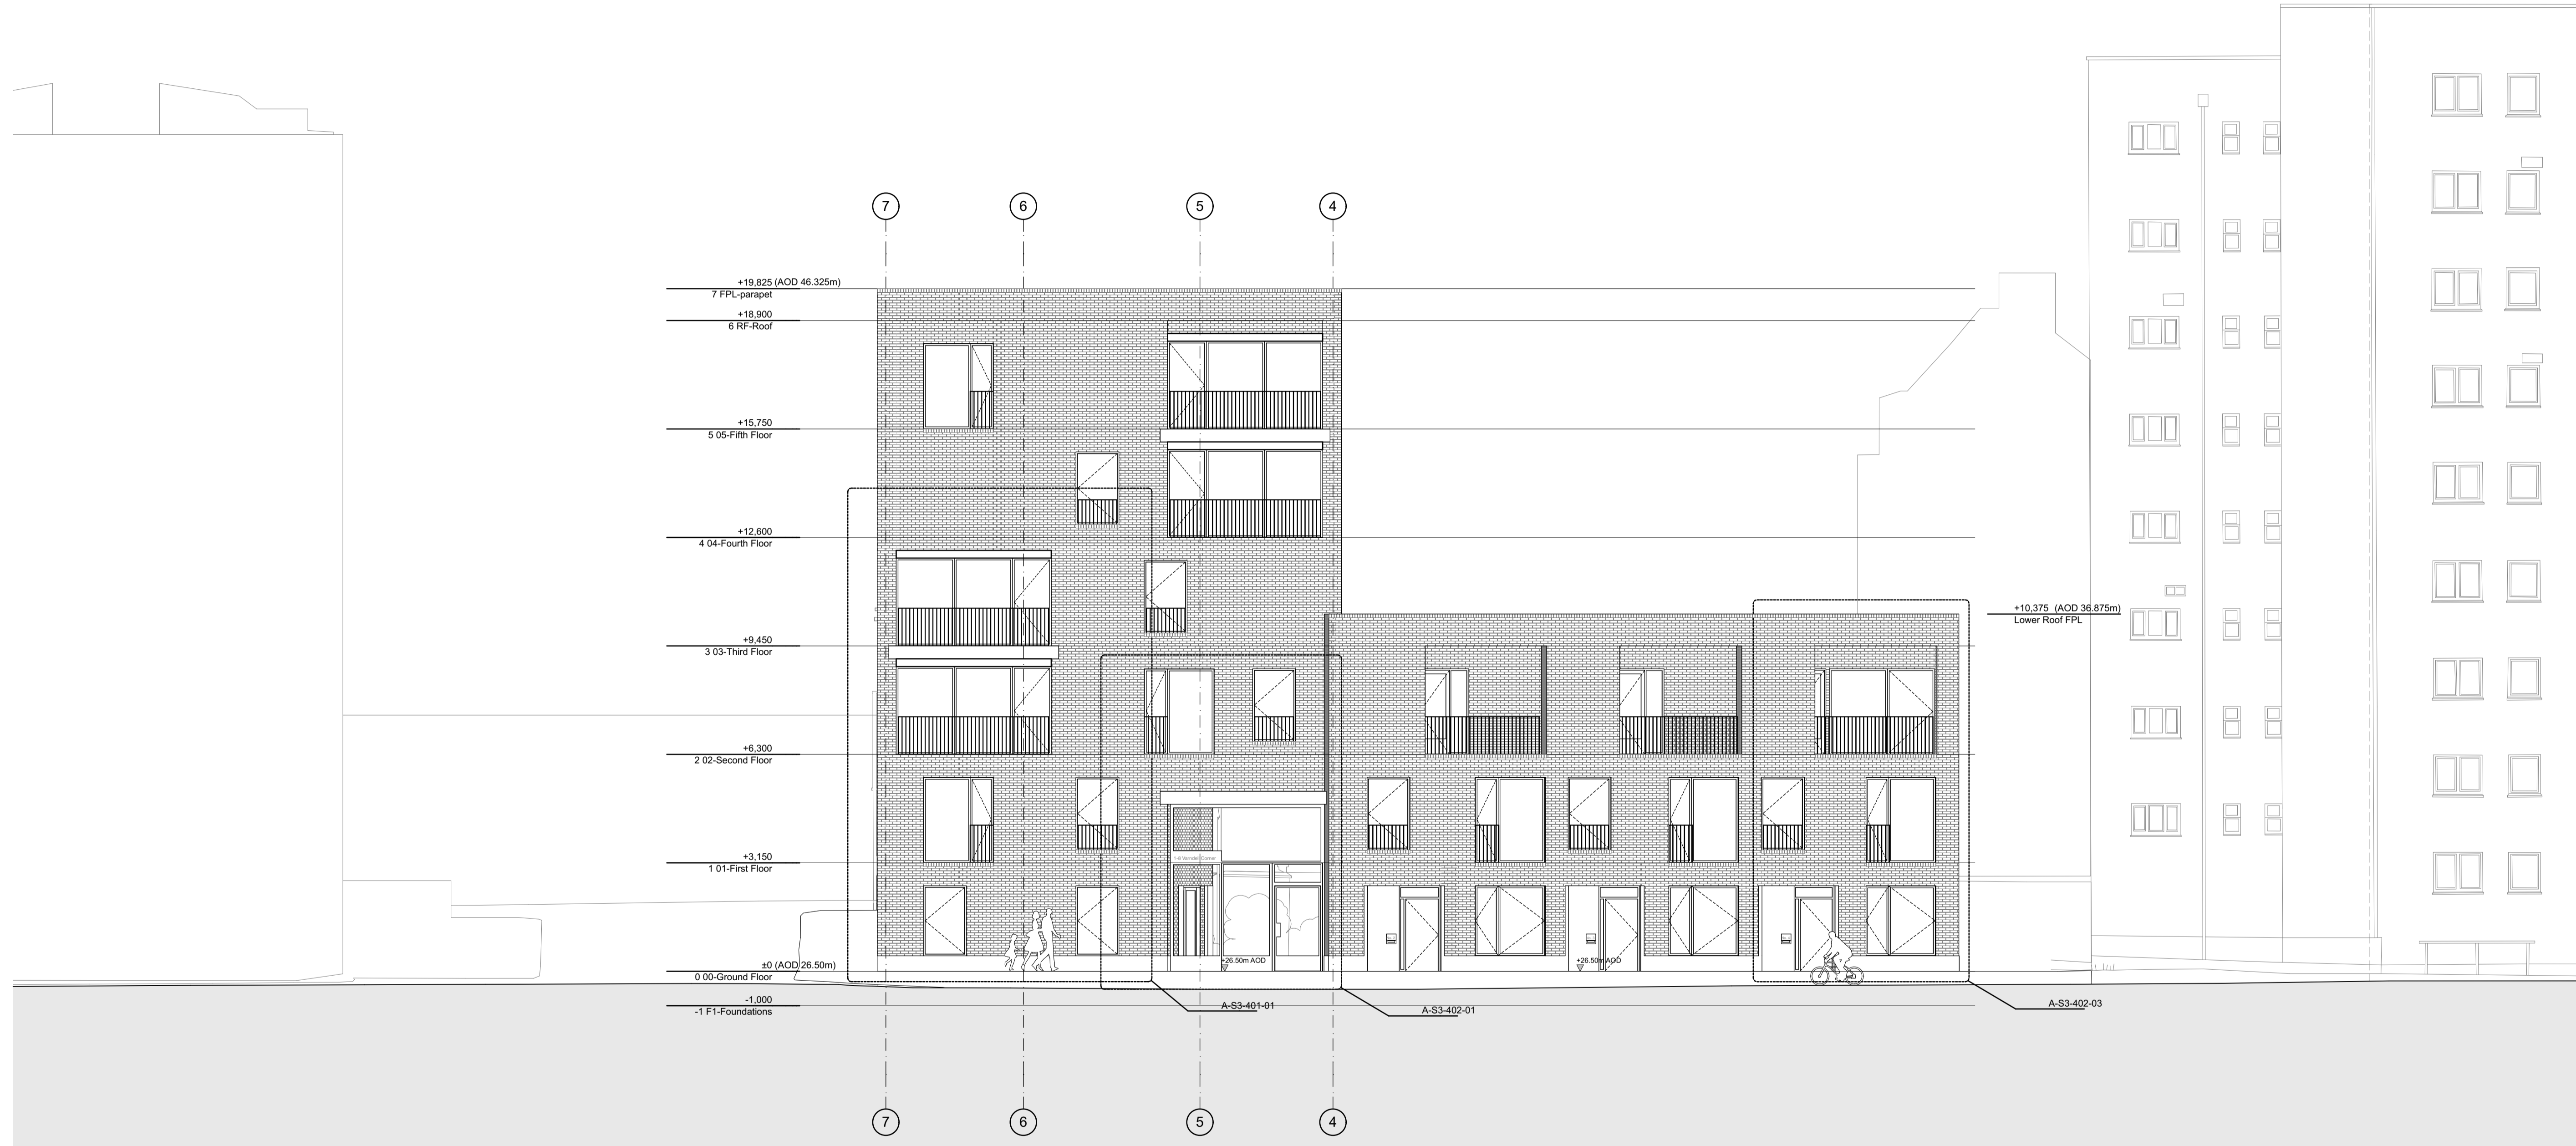 7 6 5 4
+19,825 (AOD 46.325m)
7 FPL-parapet
+18,900
6 RF-Roof
+15,750
5 05-Fifth Floor
+12,600
4 04-Fourth Floor
+10,375 (AOD 36.875m)
Lower Roof FPL
+9,450
3 03-Third Floor
+6,300
2 02-Second Floor
1-9 Varndell Corner
+3,150
1 01-First Floor
+26.50m AOD
+26.50m AOD
±0 (AOD 26.50m)
0 00-Ground Floor
-1,000
-1 F1-Foundations
A-S3-401-01
A-S3-402-01
A-S3-402-03
7 6 5 4